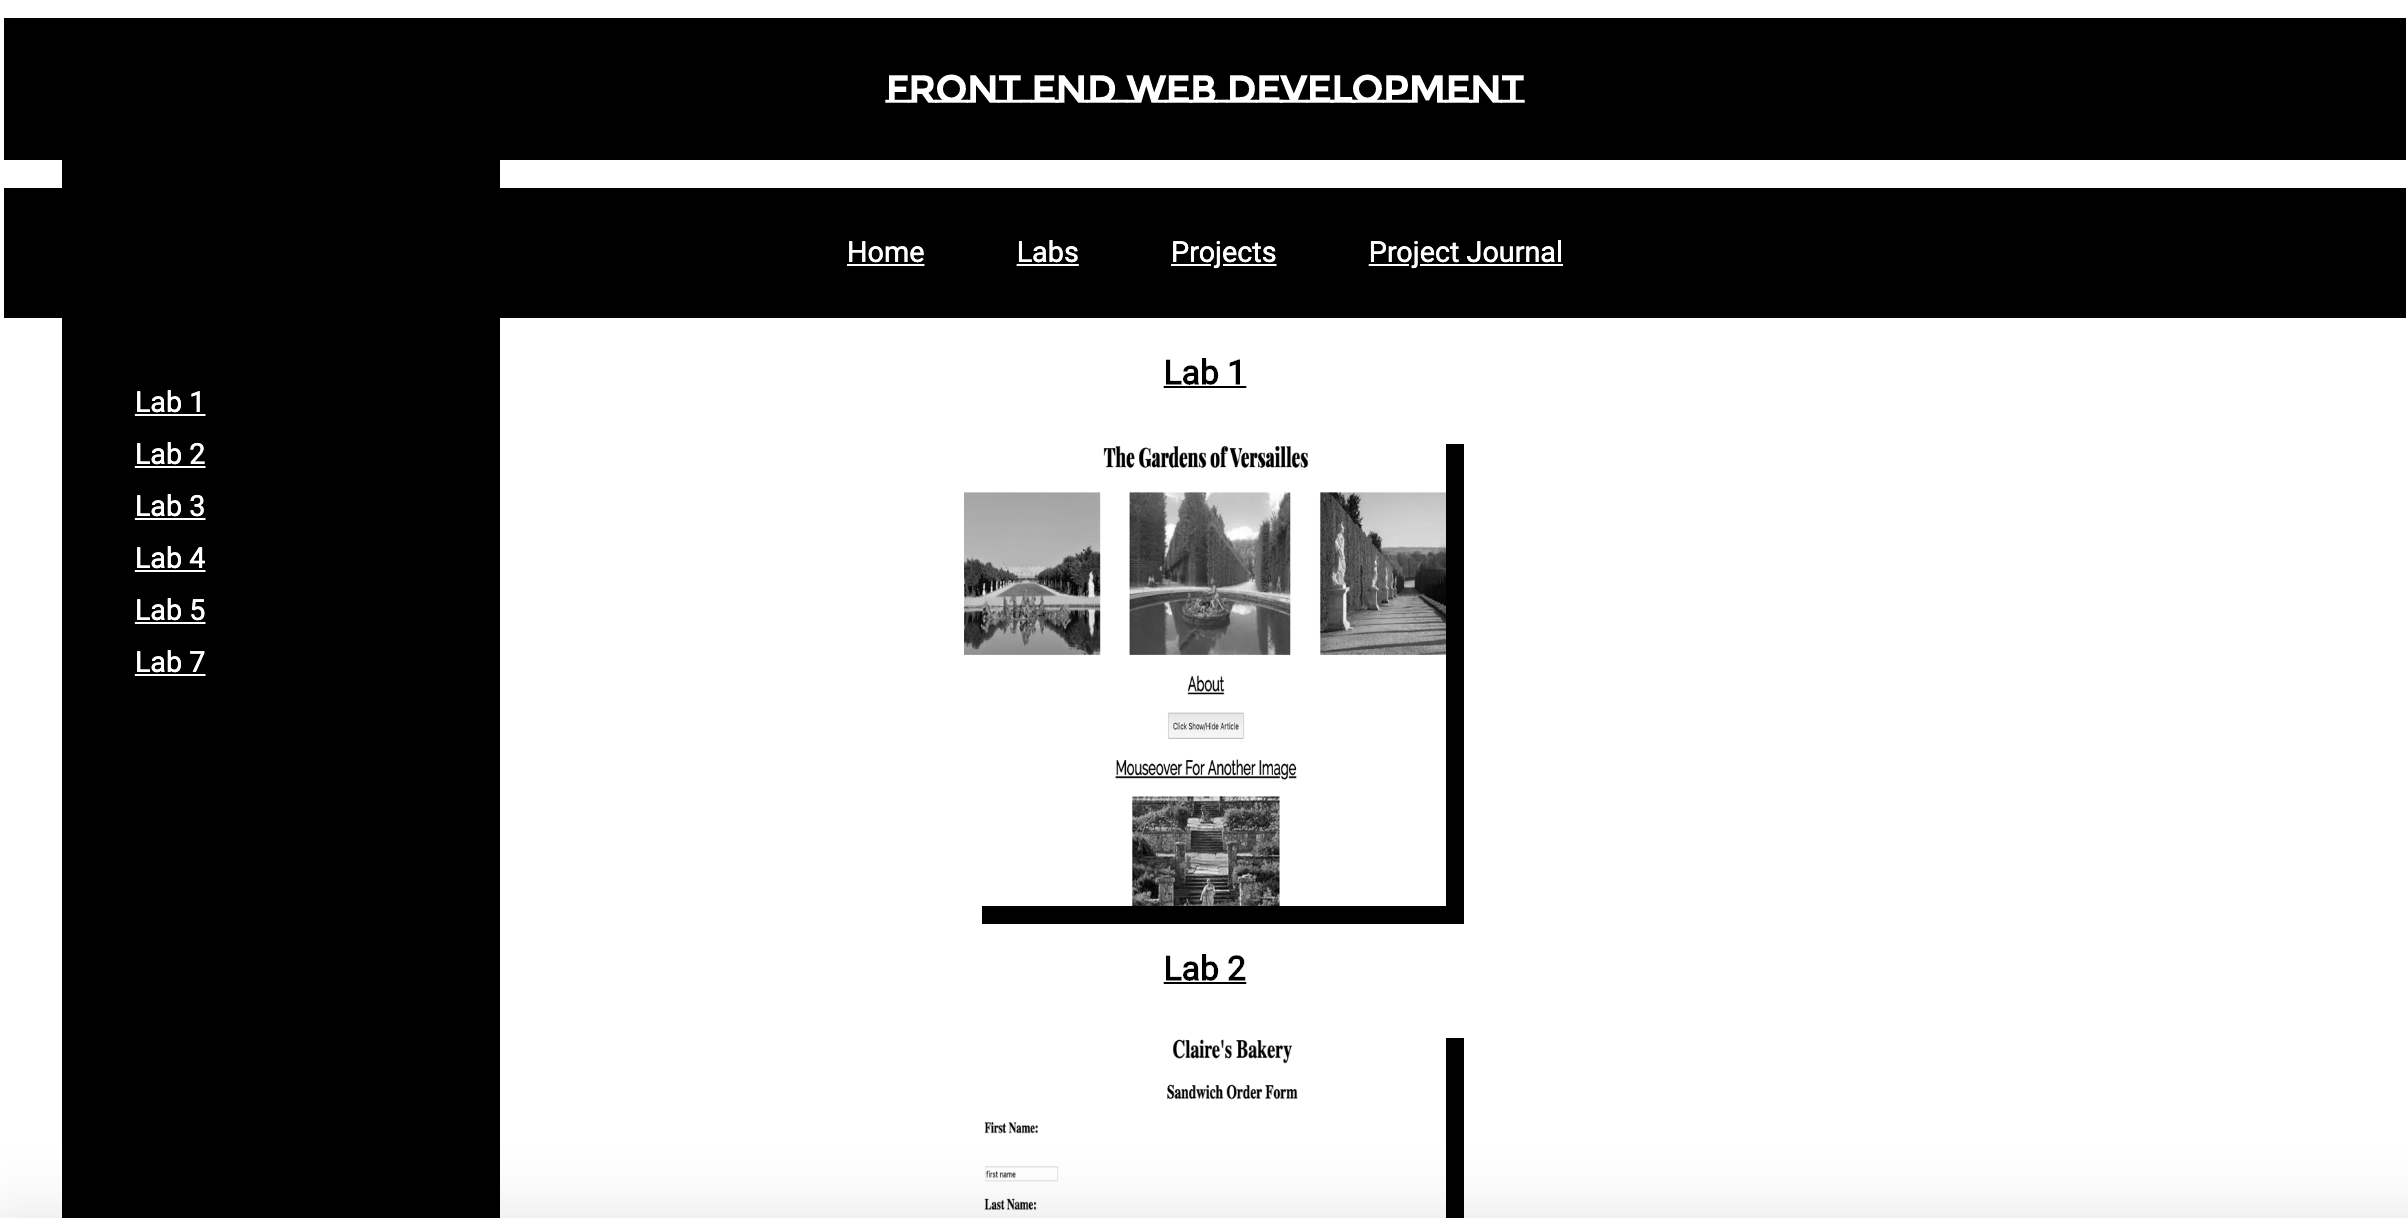 FRONT END WEB DEVELOPMENT
Home Labs Projects Project Journal
Lab 1
Lab 2
Lab 3
Lab 4
Lab 5
Lab 7
Lab 1
The Gardens of Versailles
About
Click Show/Hide Article
Mouseover For Another Image
Lab 2
Claire's Bakery
Sandwich Order Form
First Name:
first name
Last Name: